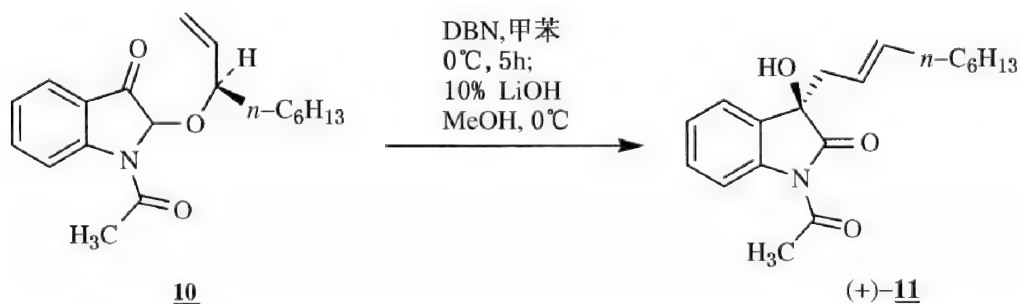 O
H
n-C6H13
O
N
O
H3C
10
DBN,甲苯
0℃,5h;
10% LiOH
MeOH, 0℃
HO
n-C6H13
O
N
O
H3C
(+)-11